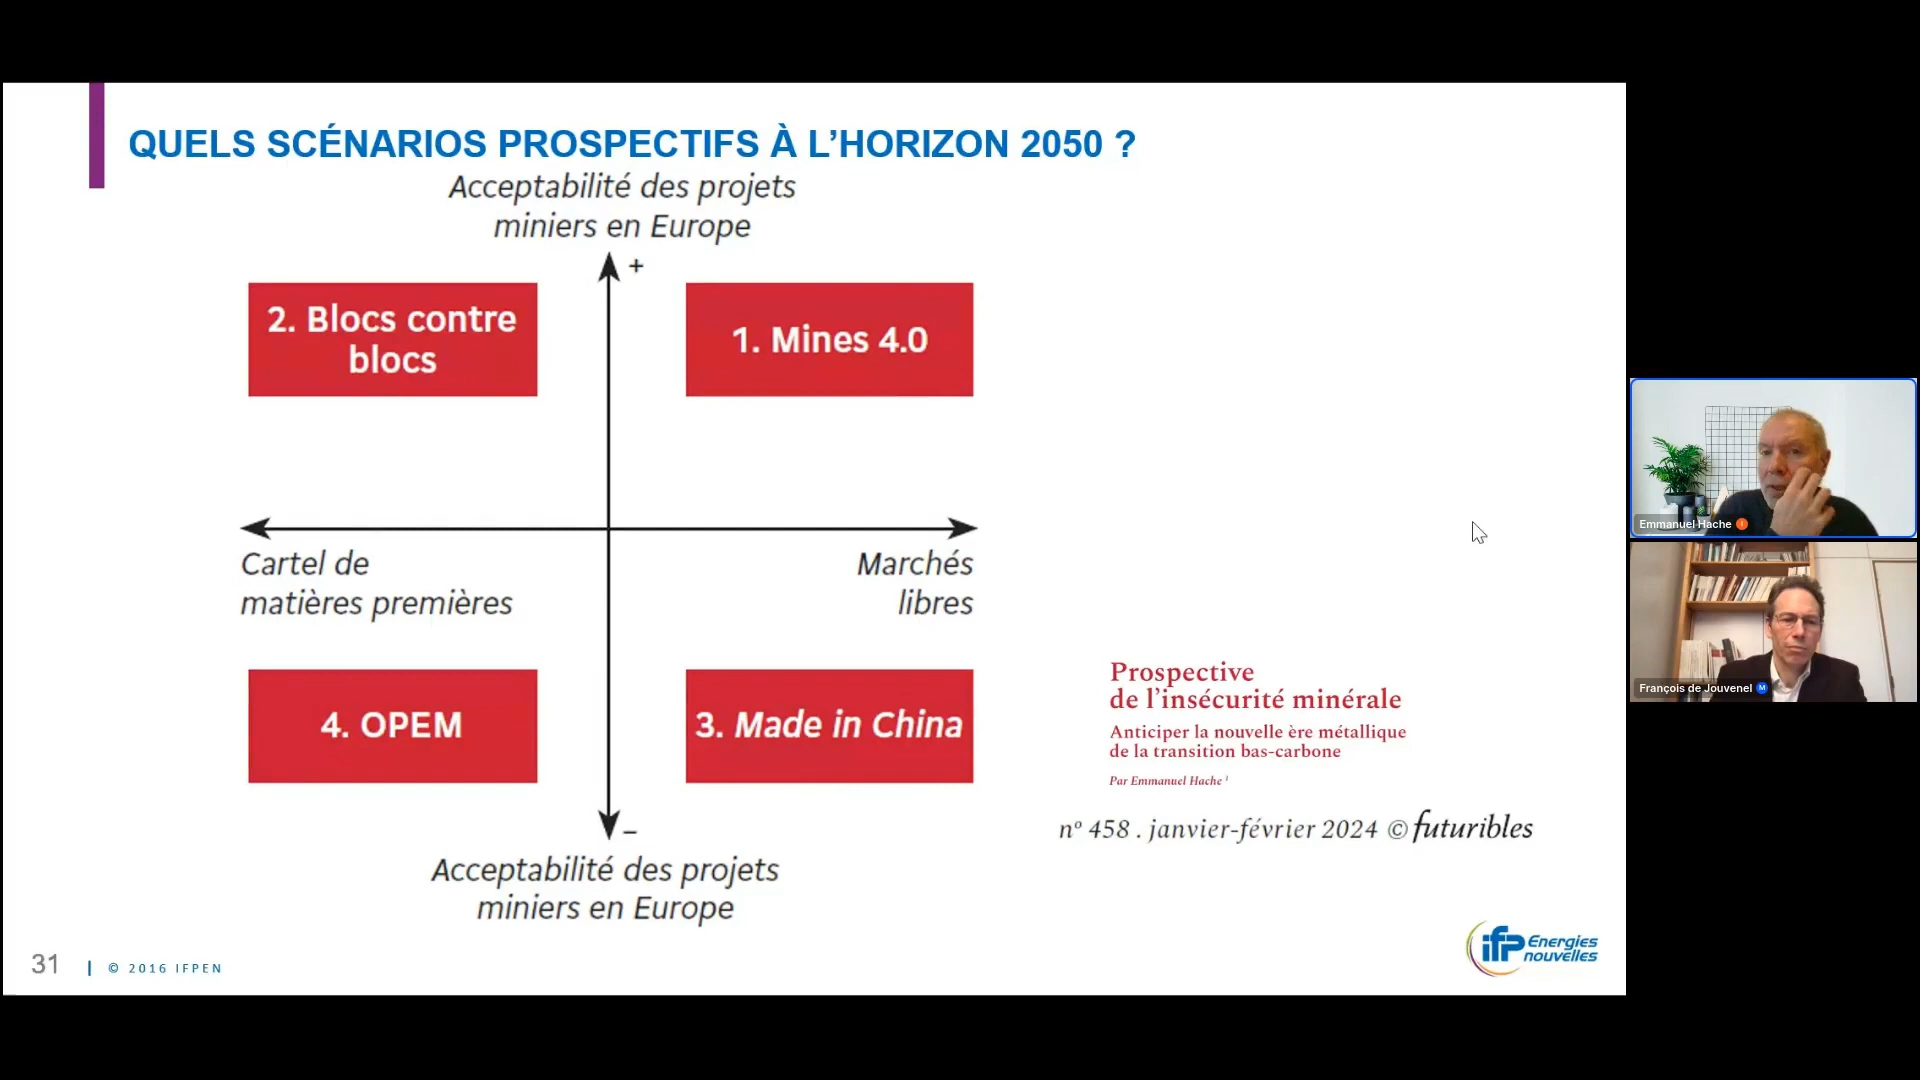 QUELS SCÉNARIOS PROSPECTIFS À L’HORIZON 2050 ?
Acceptabilité des projets
miniers en Europe
+
2. Blocs contre
blocs
1. Mines 4.0
Cartel de
matières premières
Marchés
libres
4. OPEM
3. Made in China
–
Acceptabilité des projets
miniers en Europe
Prospective
de l’insécurité minérale
Anticiper la nouvelle ère métallique
de la transition bas-carbone
Par Emmanuel Hache ¹
nº 458 . janvier-février 2024 © futuribles
31 | © 2016 IFPEN
ifp Energies
nouvelles
Emmanuel Hache I
François de Jouvenel M